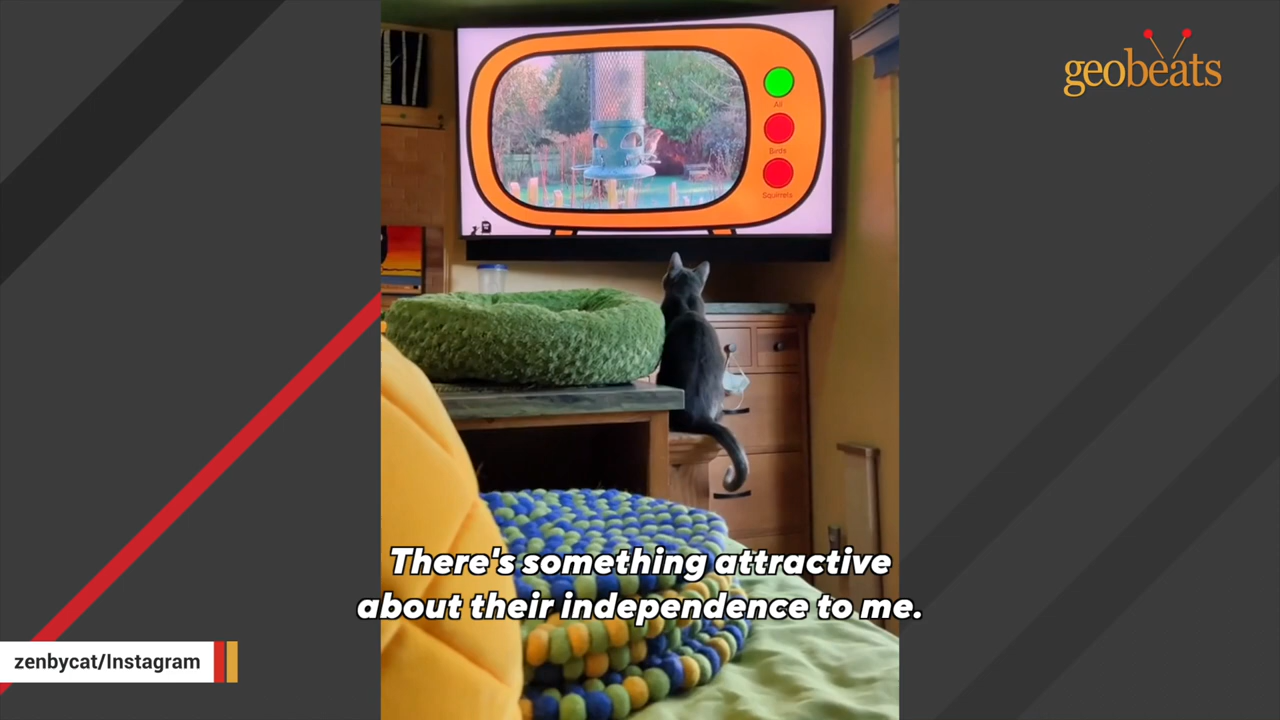 geobeats
All
Birds
Squirrels
There's something attractive
about their independence to me.
zenbycat/Instagram